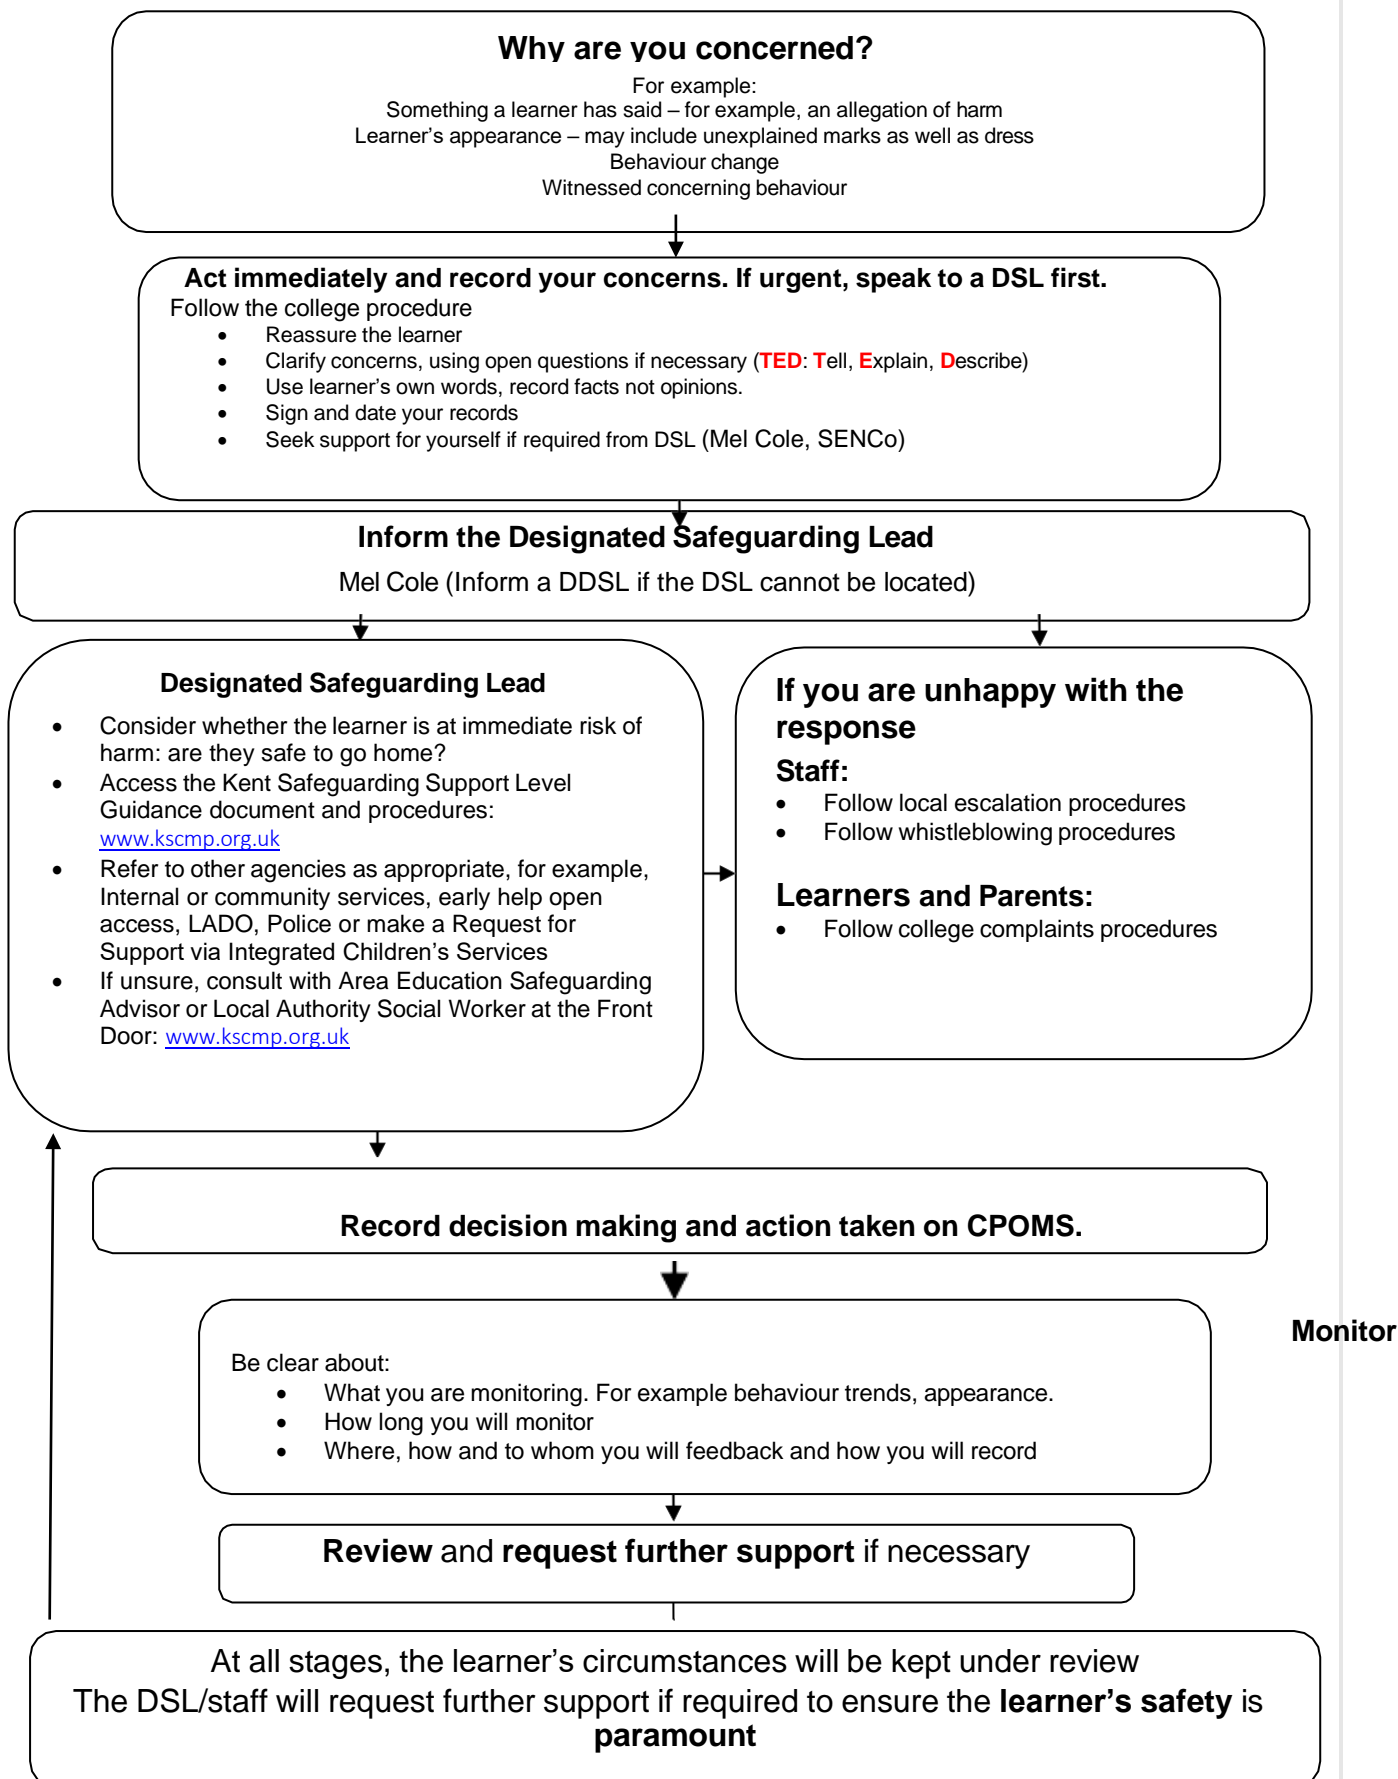 Why are you concerned?
For example:
Something a learner has said – for example, an allegation of harm
Learner's appearance – may include unexplained marks as well as dress
Behaviour change
Witnessed concerning behaviour
Act immediately and record your concerns. If urgent, speak to a DSL first.
Follow the college procedure
• Reassure the learner
• Clarify concerns, using open questions if necessary (TED: Tell, Explain, Describe)
• Use learner's own words, record facts not opinions.
• Sign and date your records
• Seek support for yourself if required from DSL (Mel Cole, SENCo)
Inform the Designated Safeguarding Lead
Mel Cole (Inform a DDSL if the DSL cannot be located)
Designated Safeguarding Lead
• Consider whether the learner is at immediate risk of
harm: are they safe to go home?
• Access the Kent Safeguarding Support Level
Guidance document and procedures:
www.kscmp.org.uk
• Refer to other agencies as appropriate, for example,
Internal or community services, early help open
access, LADO, Police or make a Request for
Support via Integrated Children's Services
• If unsure, consult with Area Education Safeguarding
Advisor or Local Authority Social Worker at the Front
Door: www.kscmp.org.uk
If you are unhappy with the
response
Staff:
• Follow local escalation procedures
• Follow whistleblowing procedures
Learners and Parents:
• Follow college complaints procedures
Record decision making and action taken on CPOMS.
Monitor
Be clear about:
• What you are monitoring. For example behaviour trends, appearance.
• How long you will monitor
• Where, how and to whom you will feedback and how you will record
Review and request further support if necessary
At all stages, the learner's circumstances will be kept under review
The DSL/staff will request further support if required to ensure the learner's safety is
paramount